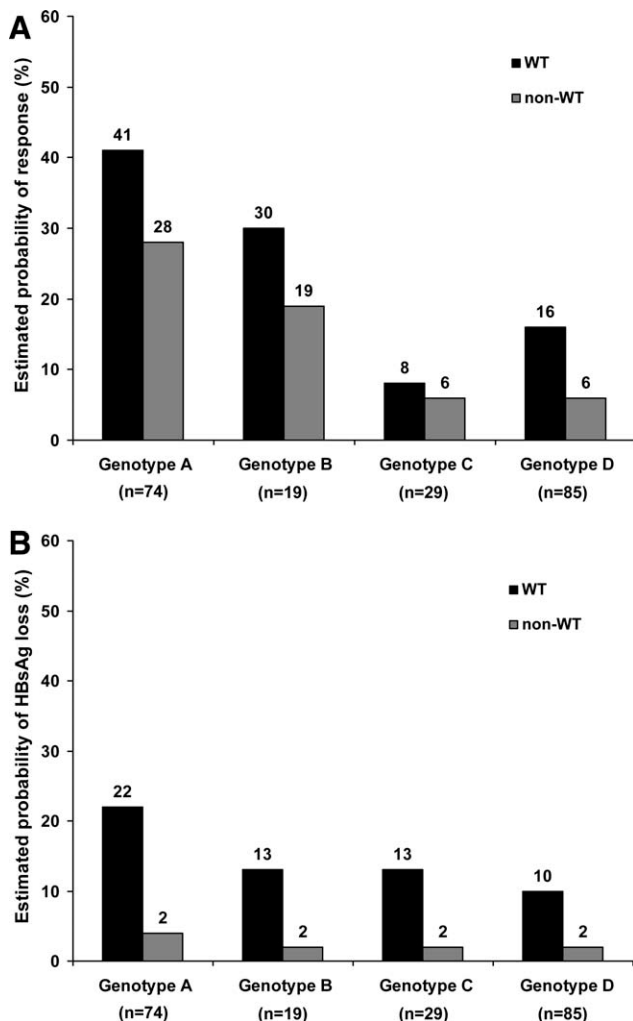 A
Estimated probability of response (%)
60
50
40
30
20
10
0
WT
non-WT
41
28
30
19
8
6
16
6
Genotype A
Genotype B
Genotype C
Genotype D
(n=74)
(n=19)
(n=29)
(n=85)
B
Estimated probability of HBsAg loss (%)
60
50
40
30
20
10
0
WT
non-WT
22
2
13
2
13
2
10
2
Genotype A
Genotype B
Genotype C
Genotype D
(n=74)
(n=19)
(n=29)
(n=85)